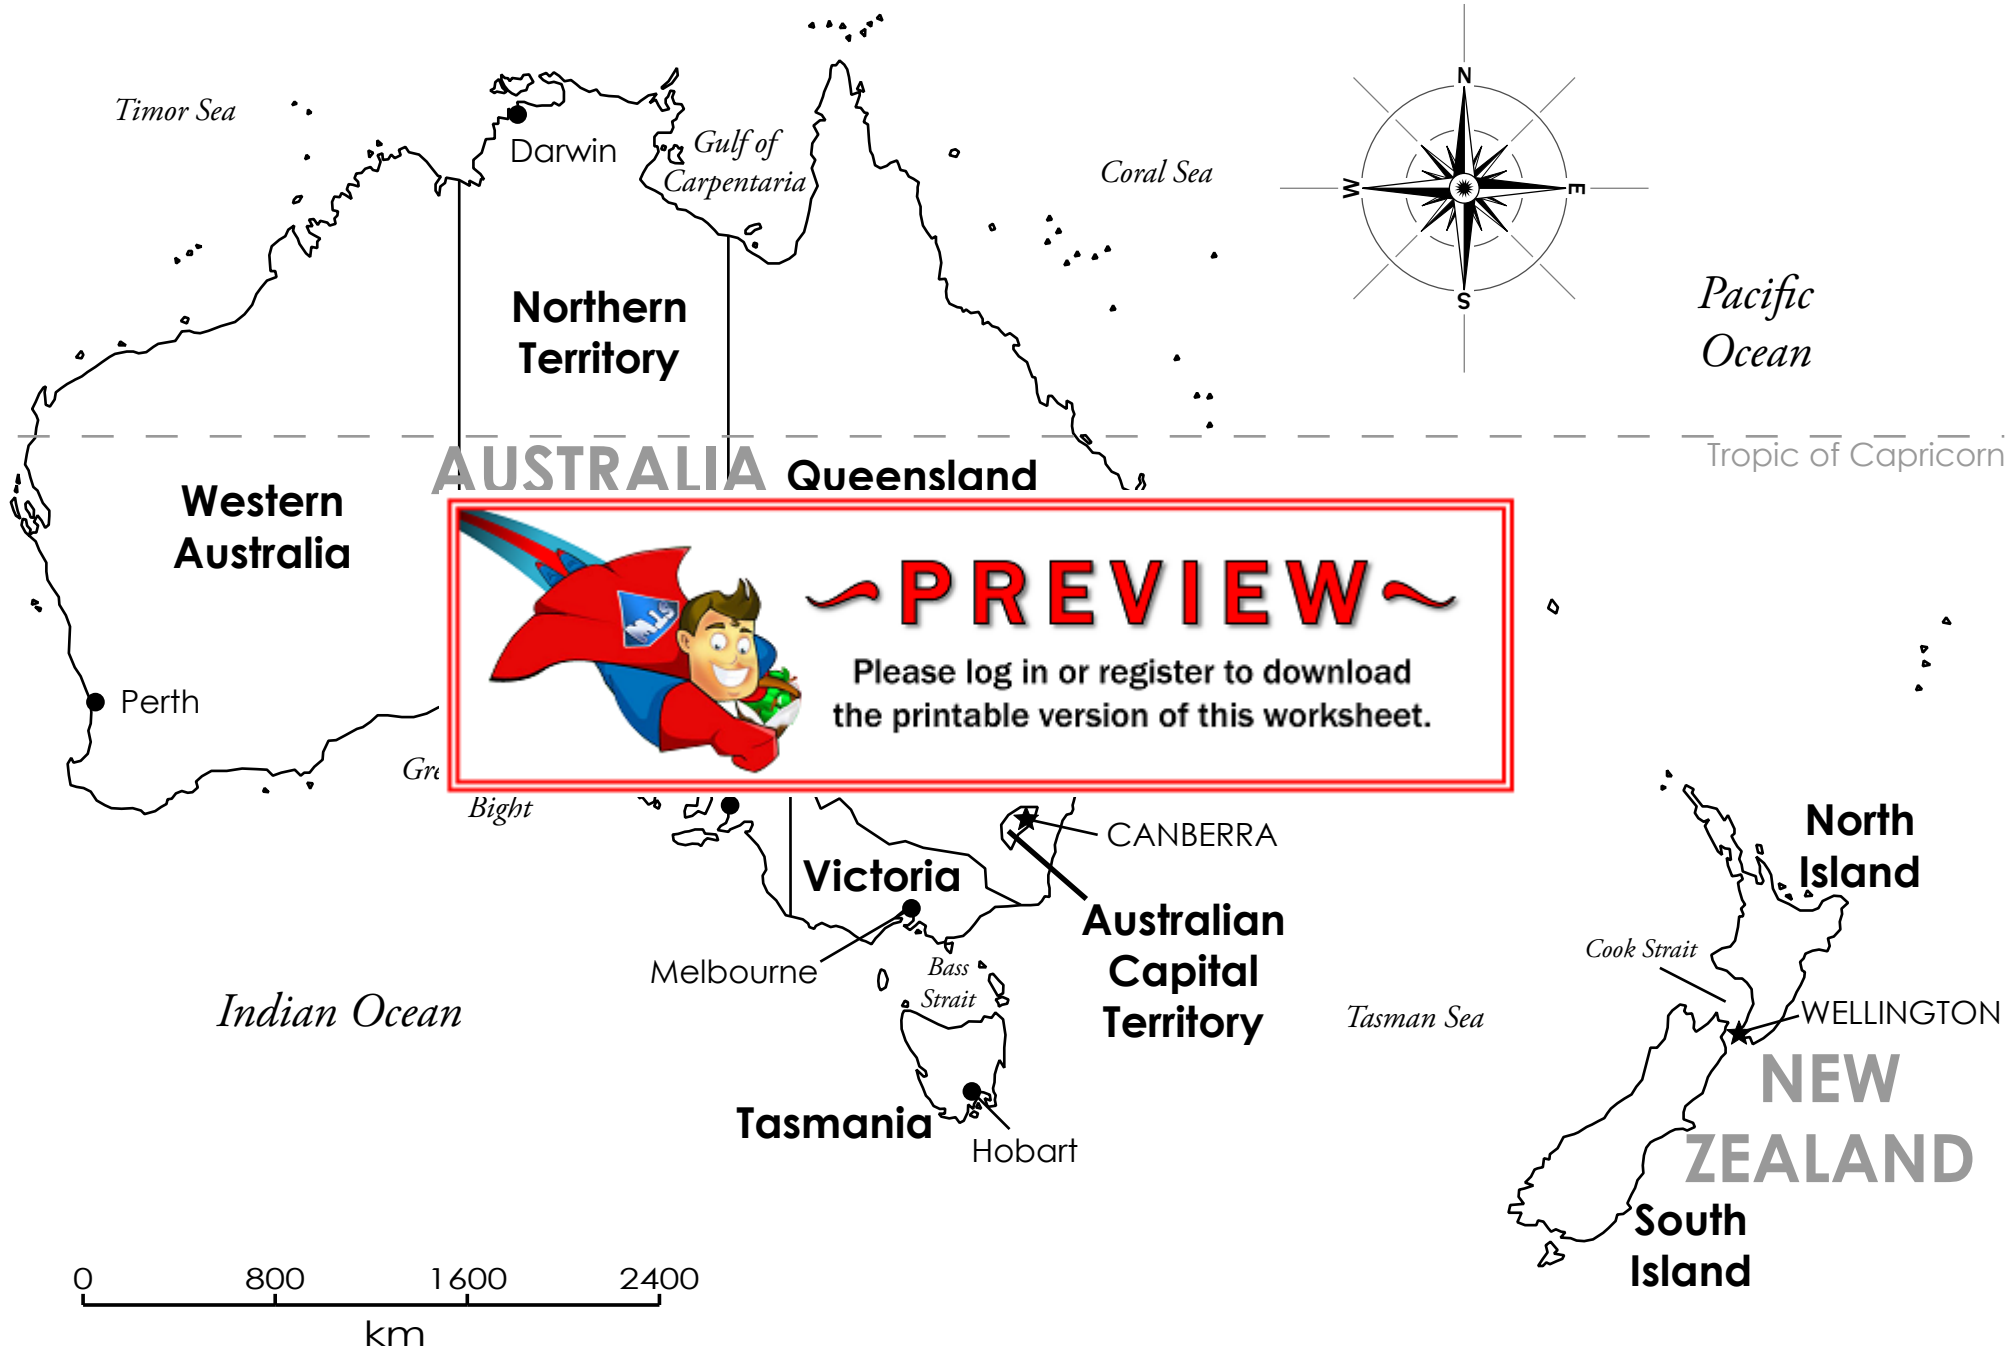 N
Timor Sea
Darwin
Gulf of
Carpentaria
Coral Sea
W
E
S
Pacific
Ocean
Northern
Territory
Tropic of Capricorn
AUSTRALIA
Queensland
Western
Australia
STW
~PREVIEW~
Please log in or register to download
the printable version of this worksheet.
Perth
Gre
Bight
CANBERRA
North
Island
Victoria
Australian
Capital
Territory
Melbourne
Bass
Strait
Cook Strait
Indian Ocean
Tasman Sea
WELLINGTON
NEW
ZEALAND
Tasmania
Hobart
South
Island
0 800 1600 2400
km